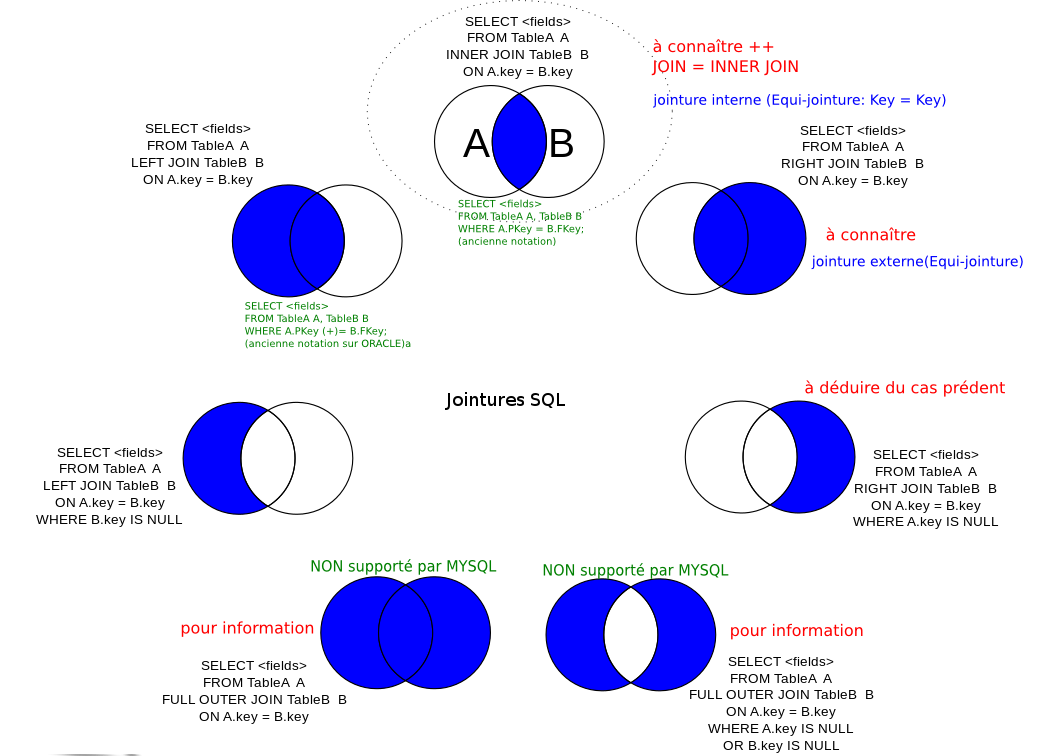 SELECT <fields>
FROM TableA  A
INNER JOIN TableB  B
ON A.key = B.key
à connaître ++
JOIN = INNER JOIN
jointure interne (Equi-jointure: Key = Key)
A
B
SELECT <fields>
FROM TableA A, TableB B
WHERE A.PKey = B.FKey;
(ancienne notation)
SELECT <fields>
FROM TableA  A
LEFT JOIN TableB  B
ON A.key = B.key
SELECT <fields>
FROM TableA A, TableB B
WHERE A.PKey (+)= B.FKey;
(ancienne notation sur ORACLE)a
SELECT <fields>
FROM TableA  A
RIGHT JOIN TableB  B
ON A.key = B.key
à connaître
jointure externe(Equi-jointure)
Jointures SQL
SELECT <fields>
FROM TableA  A
LEFT JOIN TableB  B
ON A.key = B.key
WHERE B.key IS NULL
à déduire du cas prédent
SELECT <fields>
FROM TableA  A
RIGHT JOIN TableB  B
ON A.key = B.key
WHERE A.key IS NULL
NON supporté par MYSQL
pour information
SELECT <fields>
FROM TableA  A
FULL OUTER JOIN TableB  B
ON A.key = B.key
NON supporté par MYSQL
pour information
SELECT <fields>
FROM TableA  A
FULL OUTER JOIN TableB  B
ON A.key = B.key
WHERE A.key IS NULL
OR B.key IS NULL